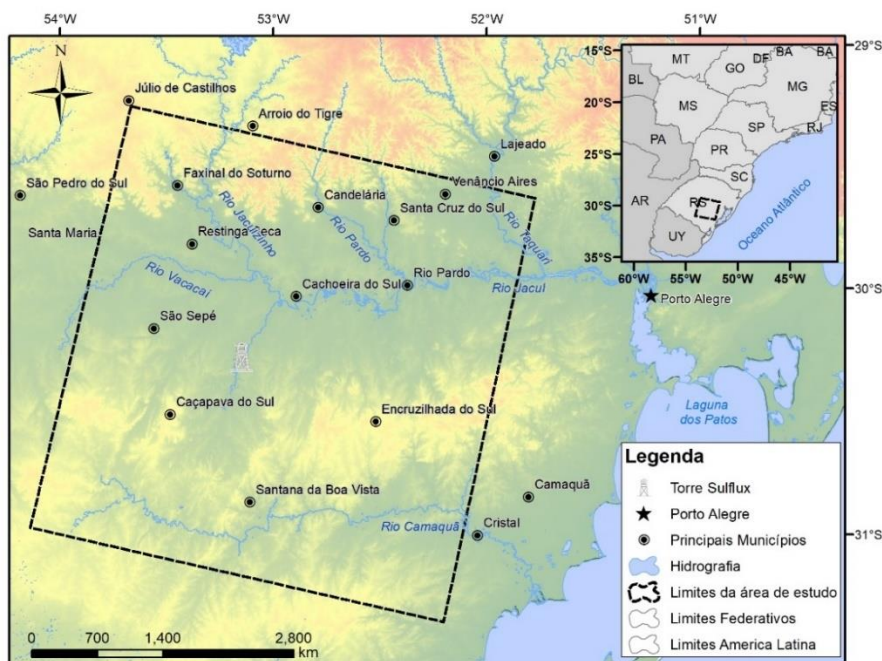 54°W 53°W 52°W 51°W
29°S
30°S
31°S
N
Júlio de Castilhos
Arroio do Tigre
Lajeado
São Pedro do Sul
Faxinal do Soturno
Candelária
Venâncio Aires
Santa Cruz do Sul
Santa Maria
Restinga Seca
Rio Jacuízinho
Rio Pardo
Rio Taquari
Rio Vacacaí
Cachoeira do Sul
Rio Pardo
Rio Jacuí
Porto Alegre
São Sepé
Caçapava do Sul
Encruzilhada do Sul
Laguna
dos Patos
Santana da Boa Vista
Camaquã
Rio Camaquã
Cristal
0 700 1,400 2,800
km
15°S
20°S
25°S
30°S
35°S
60°W 55°W 50°W 45°W
MT
GO
DF
BA
BA
BL
MS
MG
ES
SP
RJ
PA
PR
SC
AR
RS
UY
Oceano Atlântico
Legenda
Torre Sulflux
Porto Alegre
Principais Municípios
Hidrografia
Limites da área de estudo
Limites Federativos
Limites America Latina